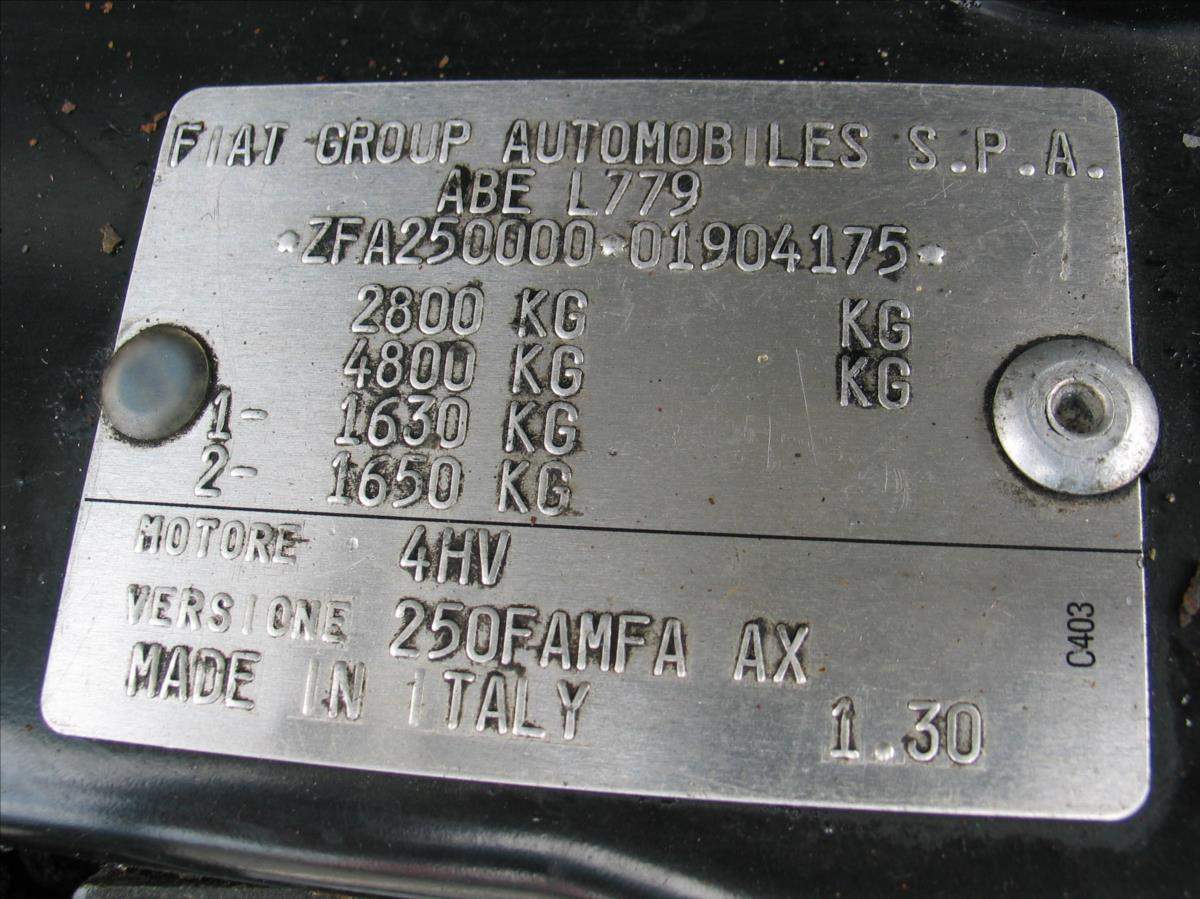 FIAT GROUP AUTOMOBILES S.P.A.
ABE L779
*ZFA250000*01904175*
2800 KG KG
4800 KG KG
1- 1630 KG
2- 1650 KG
MOTORE 4HV
VERSIONE 250FAMFA AX
MADE IN ITALY 1.30
C403